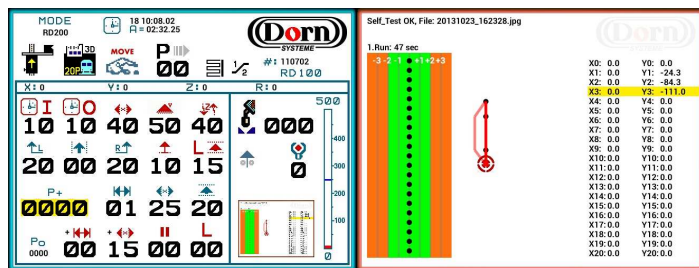 MODE
RD200
18 10:08.02
A = 02:32.25
Dorn
SYSTEME
20P
3D
MOVE
P
00
1/2
#: 110702
RD100
X: 0 Y: 0 Z: 0 R: 0
I O
10 10 40 50 40
000
500
L R L
20 00 20 10 15
0
400
300
200
100
0
P+
0000 01 25 20
Po
0000 00 15 00 00
+ + L
Self_Test OK, File: 20131023_162328.jpg
Dorn
SYSTEME
1.Run: 47 sec
-3 -2 -1 +1+2+3
X0: 0.0 Y0: 0.0
X1: 0.0 Y1: -24.3
X2: 0.0 Y2: -84.3
X3: 0.0 Y3: -111.0
X4: 0.0 Y4: 0.0
X5: 0.0 Y5: 0.0
X6: 0.0 Y6: 0.0
X7: 0.0 Y7: 0.0
X8: 0.0 Y8: 0.0
X9: 0.0 Y9: 0.0
X10: 0.0 Y10: 0.0
X11: 0.0 Y11: 0.0
X12: 0.0 Y12: 0.0
X13: 0.0 Y13: 0.0
X14: 0.0 Y14: 0.0
X15: 0.0 Y15: 0.0
X16: 0.0 Y16: 0.0
X17: 0.0 Y17: 0.0
X18: 0.0 Y18: 0.0
X19: 0.0 Y19: 0.0
X20: 0.0 Y20: 0.0